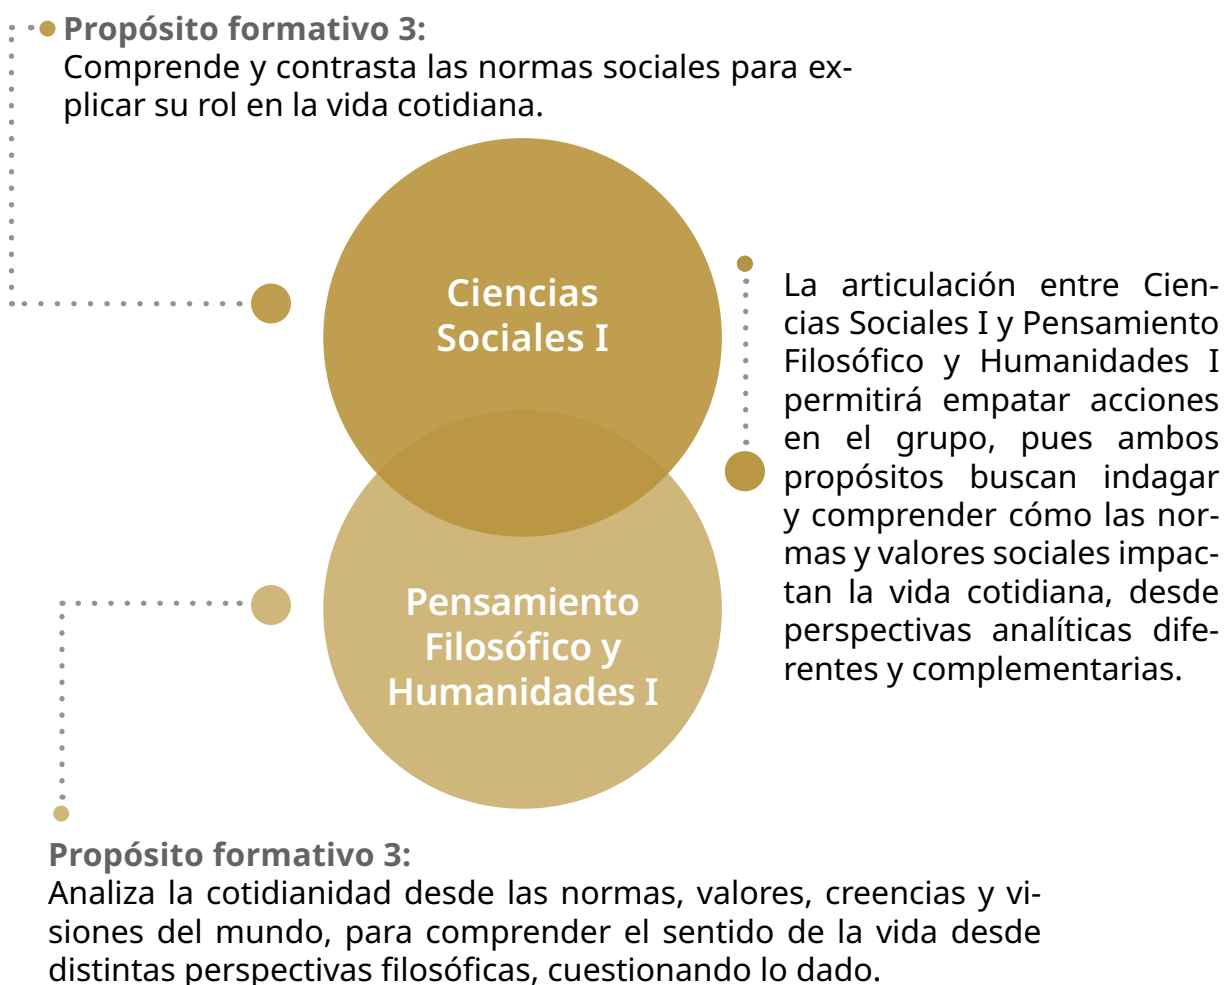 Propósito formativo 3:
Comprende y contrasta las normas sociales para ex-
plicar su rol en la vida cotidiana.
Ciencias
Sociales I
La articulación entre Cien-
cias Sociales I y Pensamiento
Filosófico y Humanidades I
permitirá empatar acciones
en el grupo, pues ambos
propósitos buscan indagar
y comprender cómo las nor-
mas y valores sociales impac-
tan la vida cotidiana, desde
perspectivas analíticas dife-
rentes y complementarias.
Pensamiento
Filosófico y
Humanidades I
Propósito formativo 3:
Analiza la cotidianidad desde las normas, valores, creencias y vi-
siones del mundo, para comprender el sentido de la vida desde
distintas perspectivas filosóficas, cuestionando lo dado.